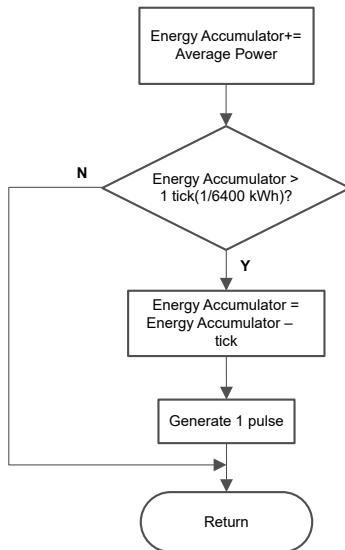 Energy Accumulator+=
Average Power
N
Energy Accumulator >
1 tick(1/6400 kWh)?
Y
Energy Accumulator =
Energy Accumulator –
tick
Generate 1 pulse
Return